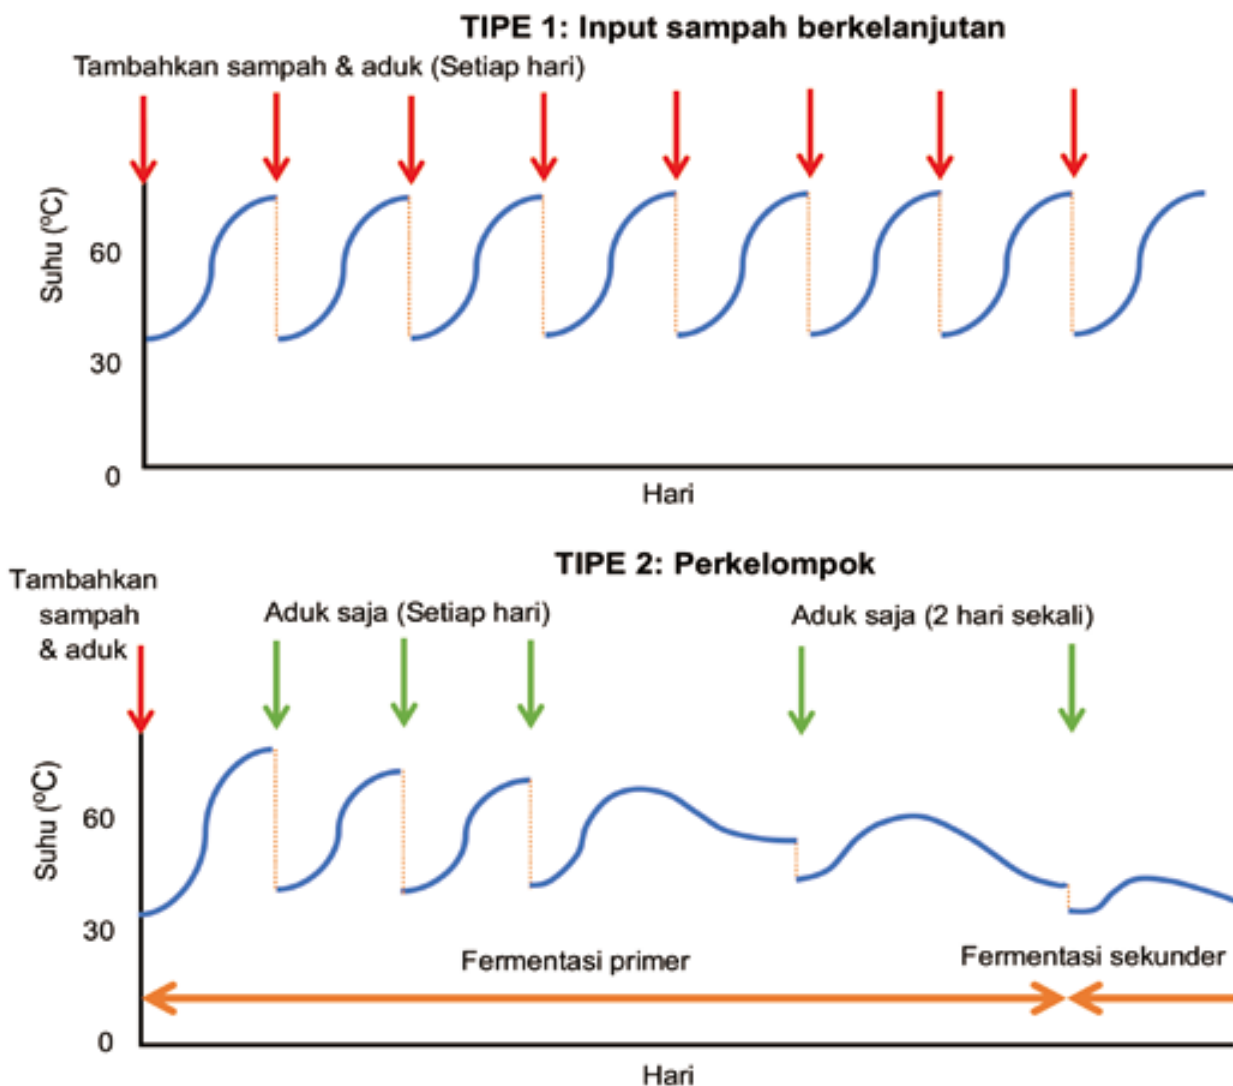 TIPE 1: Input sampah berkelanjutan
Tambahkan sampah & aduk (Setiap hari)
Suhu (ºC)
60
30
0
Hari
TIPE 2: Perkelompok
Tambahkan
sampah
& aduk
Aduk saja (Setiap hari)
Aduk saja (2 hari sekali)
Suhu (ºC)
60
30
0
Fermentasi primer
Fermentasi sekunder
Hari